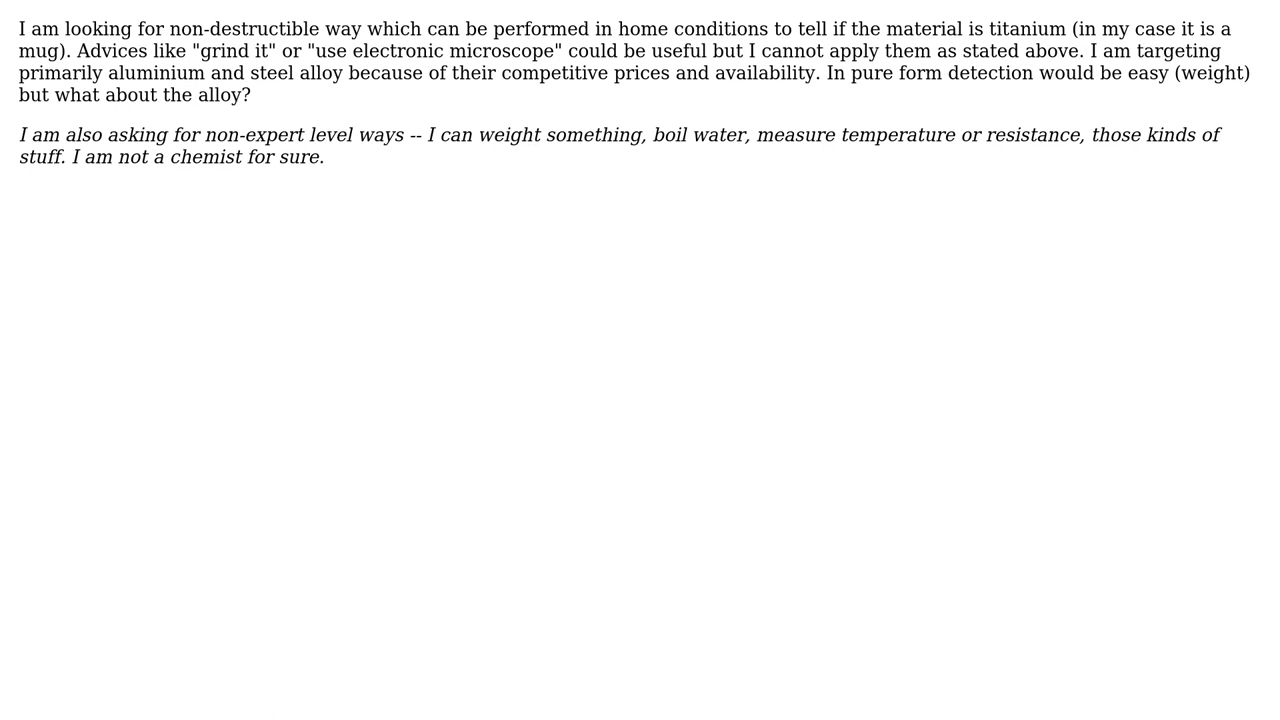 I am looking for non-destructible way which can be performed in home conditions to tell if the material is titanium (in my case it is a
mug). Advices like "grind it" or "use electronic microscope" could be useful but I cannot apply them as stated above. I am targeting
primarily aluminium and steel alloy because of their competitive prices and availability. In pure form detection would be easy (weight)
but what about the alloy?
I am also asking for non-expert level ways -- I can weight something, boil water, measure temperature or resistance, those kinds of
stuff. I am not a chemist for sure.